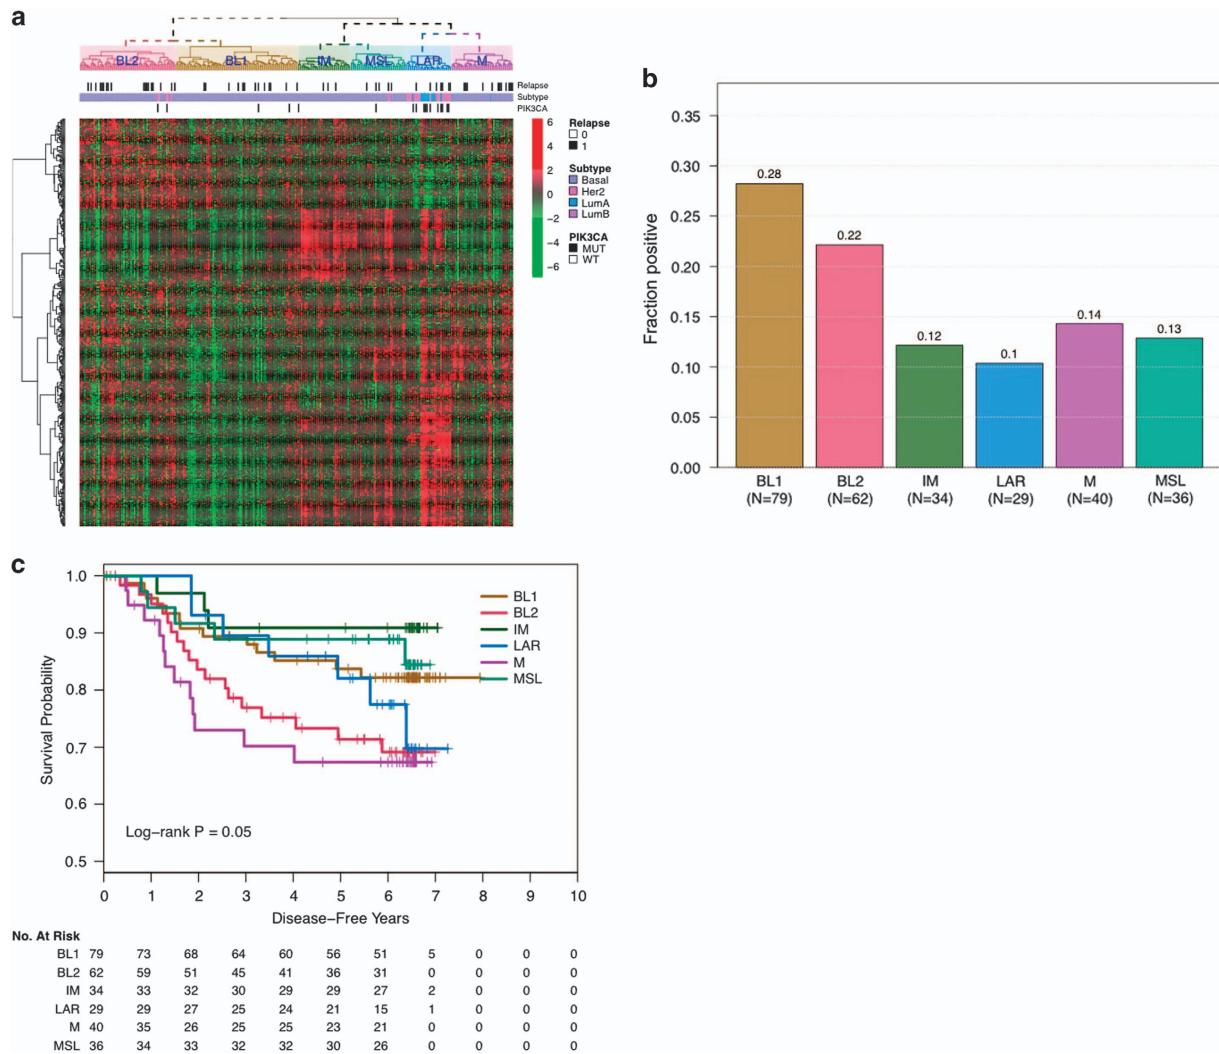 a
BL2 BL1 IM MSL LAR M
Relapse
Subtype
PIK3CA
6
4
2
0
−2
−4
−6
Relapse
0
1
Subtype
Basal
Her2
LumA
LumB
PIK3CA
MUT
WT
b
Fraction positive
0.35
0.30
0.25
0.20
0.15
0.10
0.05
0.00
0.28
0.22
0.12
0.1
0.14
0.13
BL1 BL2 IM LAR M MSL
(N=79) (N=62) (N=34) (N=29) (N=40) (N=36)
c
Survival Probability
1.0
0.9
0.8
0.7
0.6
0.5
BL1
BL2
IM
LAR
M
MSL
Log−rank P = 0.05
0 1 2 3 4 5 6 7 8 9 10
Disease−Free Years
No. At Risk
BL1 79 73 68 64 60 56 51 5 0 0 0
BL2 62 59 51 45 41 36 31 0 0 0 0
IM 34 33 32 30 29 29 27 2 0 0 0
LAR 29 29 27 25 24 21 15 1 0 0 0
M 40 35 26 25 25 23 21 0 0 0 0
MSL 36 34 33 32 32 30 26 0 0 0 0